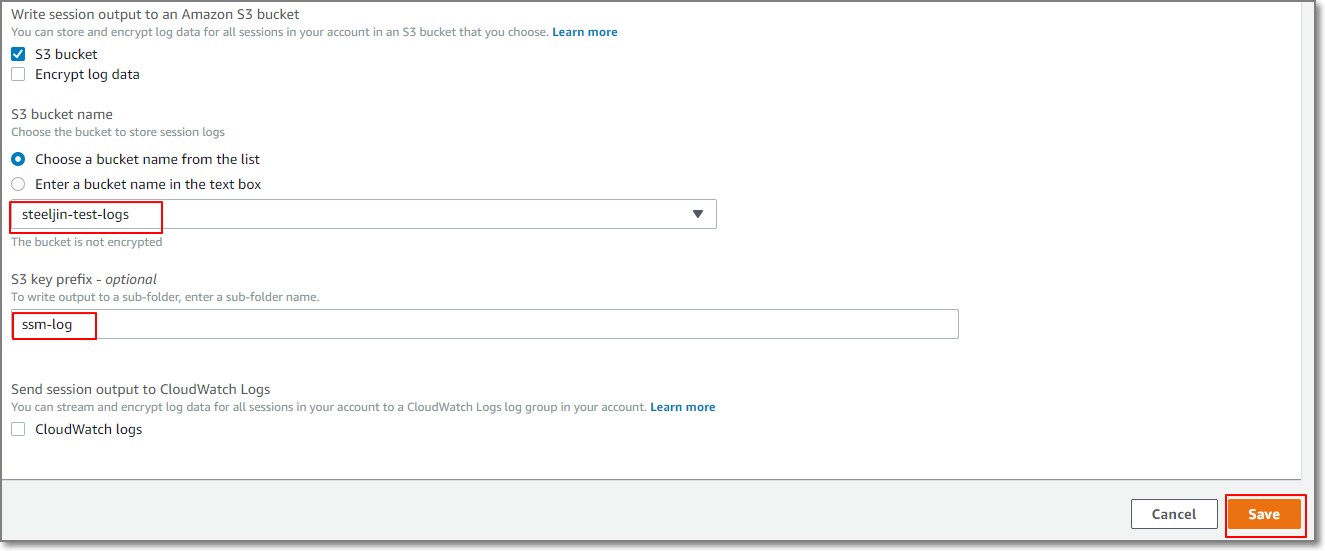 Write session output to an Amazon S3 bucket
You can store and encrypt log data for all sessions in your account in an S3 bucket that you choose. Learn more
S3 bucket
Encrypt log data
S3 bucket name
Choose the bucket to store session logs
Choose a bucket name from the list
Enter a bucket name in the text box
steeljin-test-logs
The bucket is not encrypted
S3 key prefix - optional
To write output to a sub-folder, enter a sub-folder name.
ssm-log
Send session output to CloudWatch Logs
You can stream and encrypt log data for all sessions in your account to a CloudWatch Logs log group in your account. Learn more
CloudWatch logs
Cancel Save